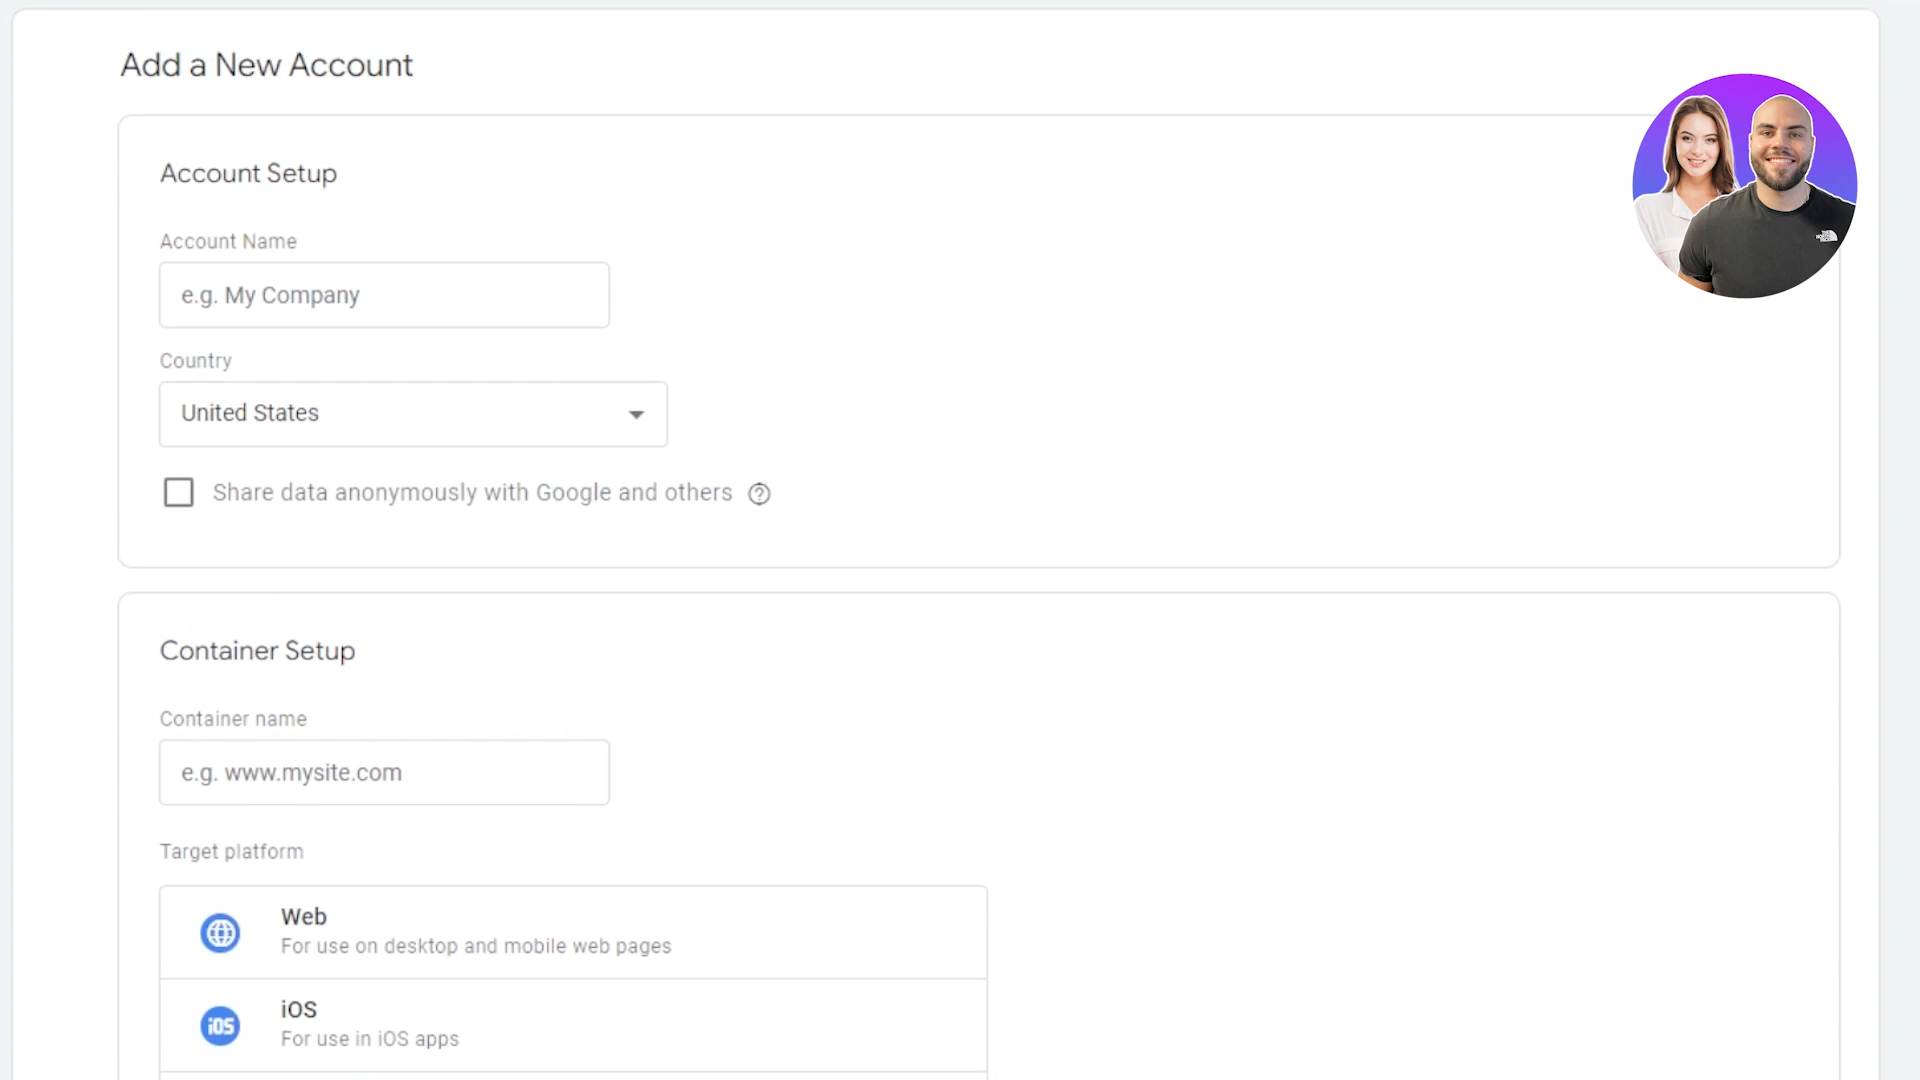 Add a New Account
Account Setup
Account Name
e.g. My Company
Country
United States
Share data anonymously with Google and others
Container Setup
Container name
e.g. www.mysite.com
Target platform
Web
For use on desktop and mobile web pages
iOS
iOS
For use in iOS apps